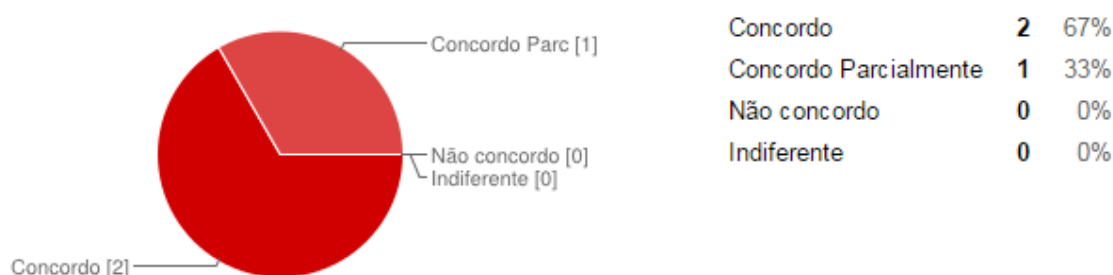 Concordo Parc [1]
Não concordo [0]
Indiferente [0]
Concordo [2]
Concordo 2 67%
Concordo Parcialmente 1 33%
Não concordo 0 0%
Indiferente 0 0%